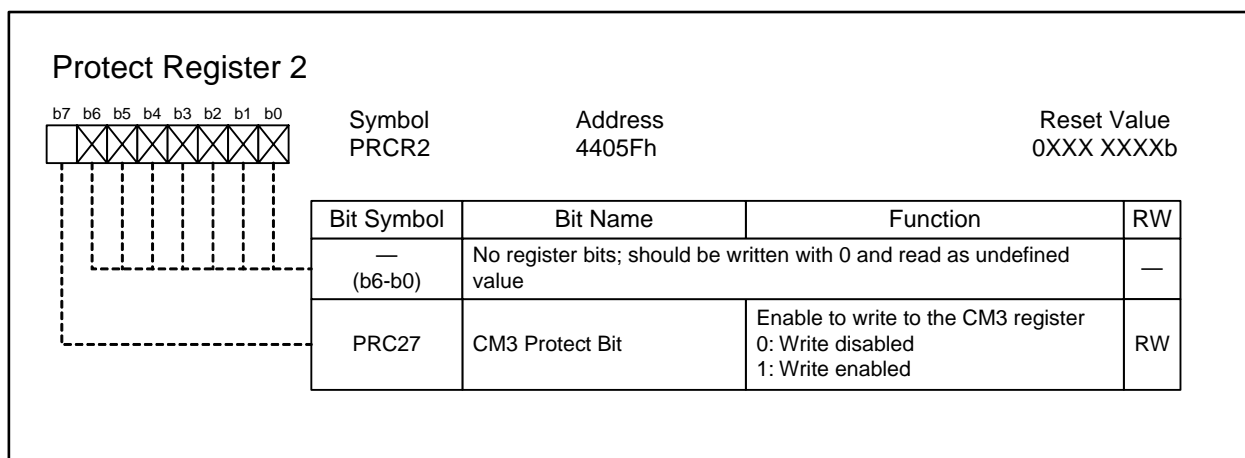 Protect Register 2
b7 b6 b5 b4 b3 b2 b1 b0
Symbol Address Reset Value
PRCR2 4405Fh 0XXX XXXXb
Bit Symbol Bit Name Function RW
— (b6-b0) No register bits; should be written with 0 and read as undefined value —
PRC27 CM3 Protect Bit Enable to write to the CM3 register
0: Write disabled
1: Write enabled RW